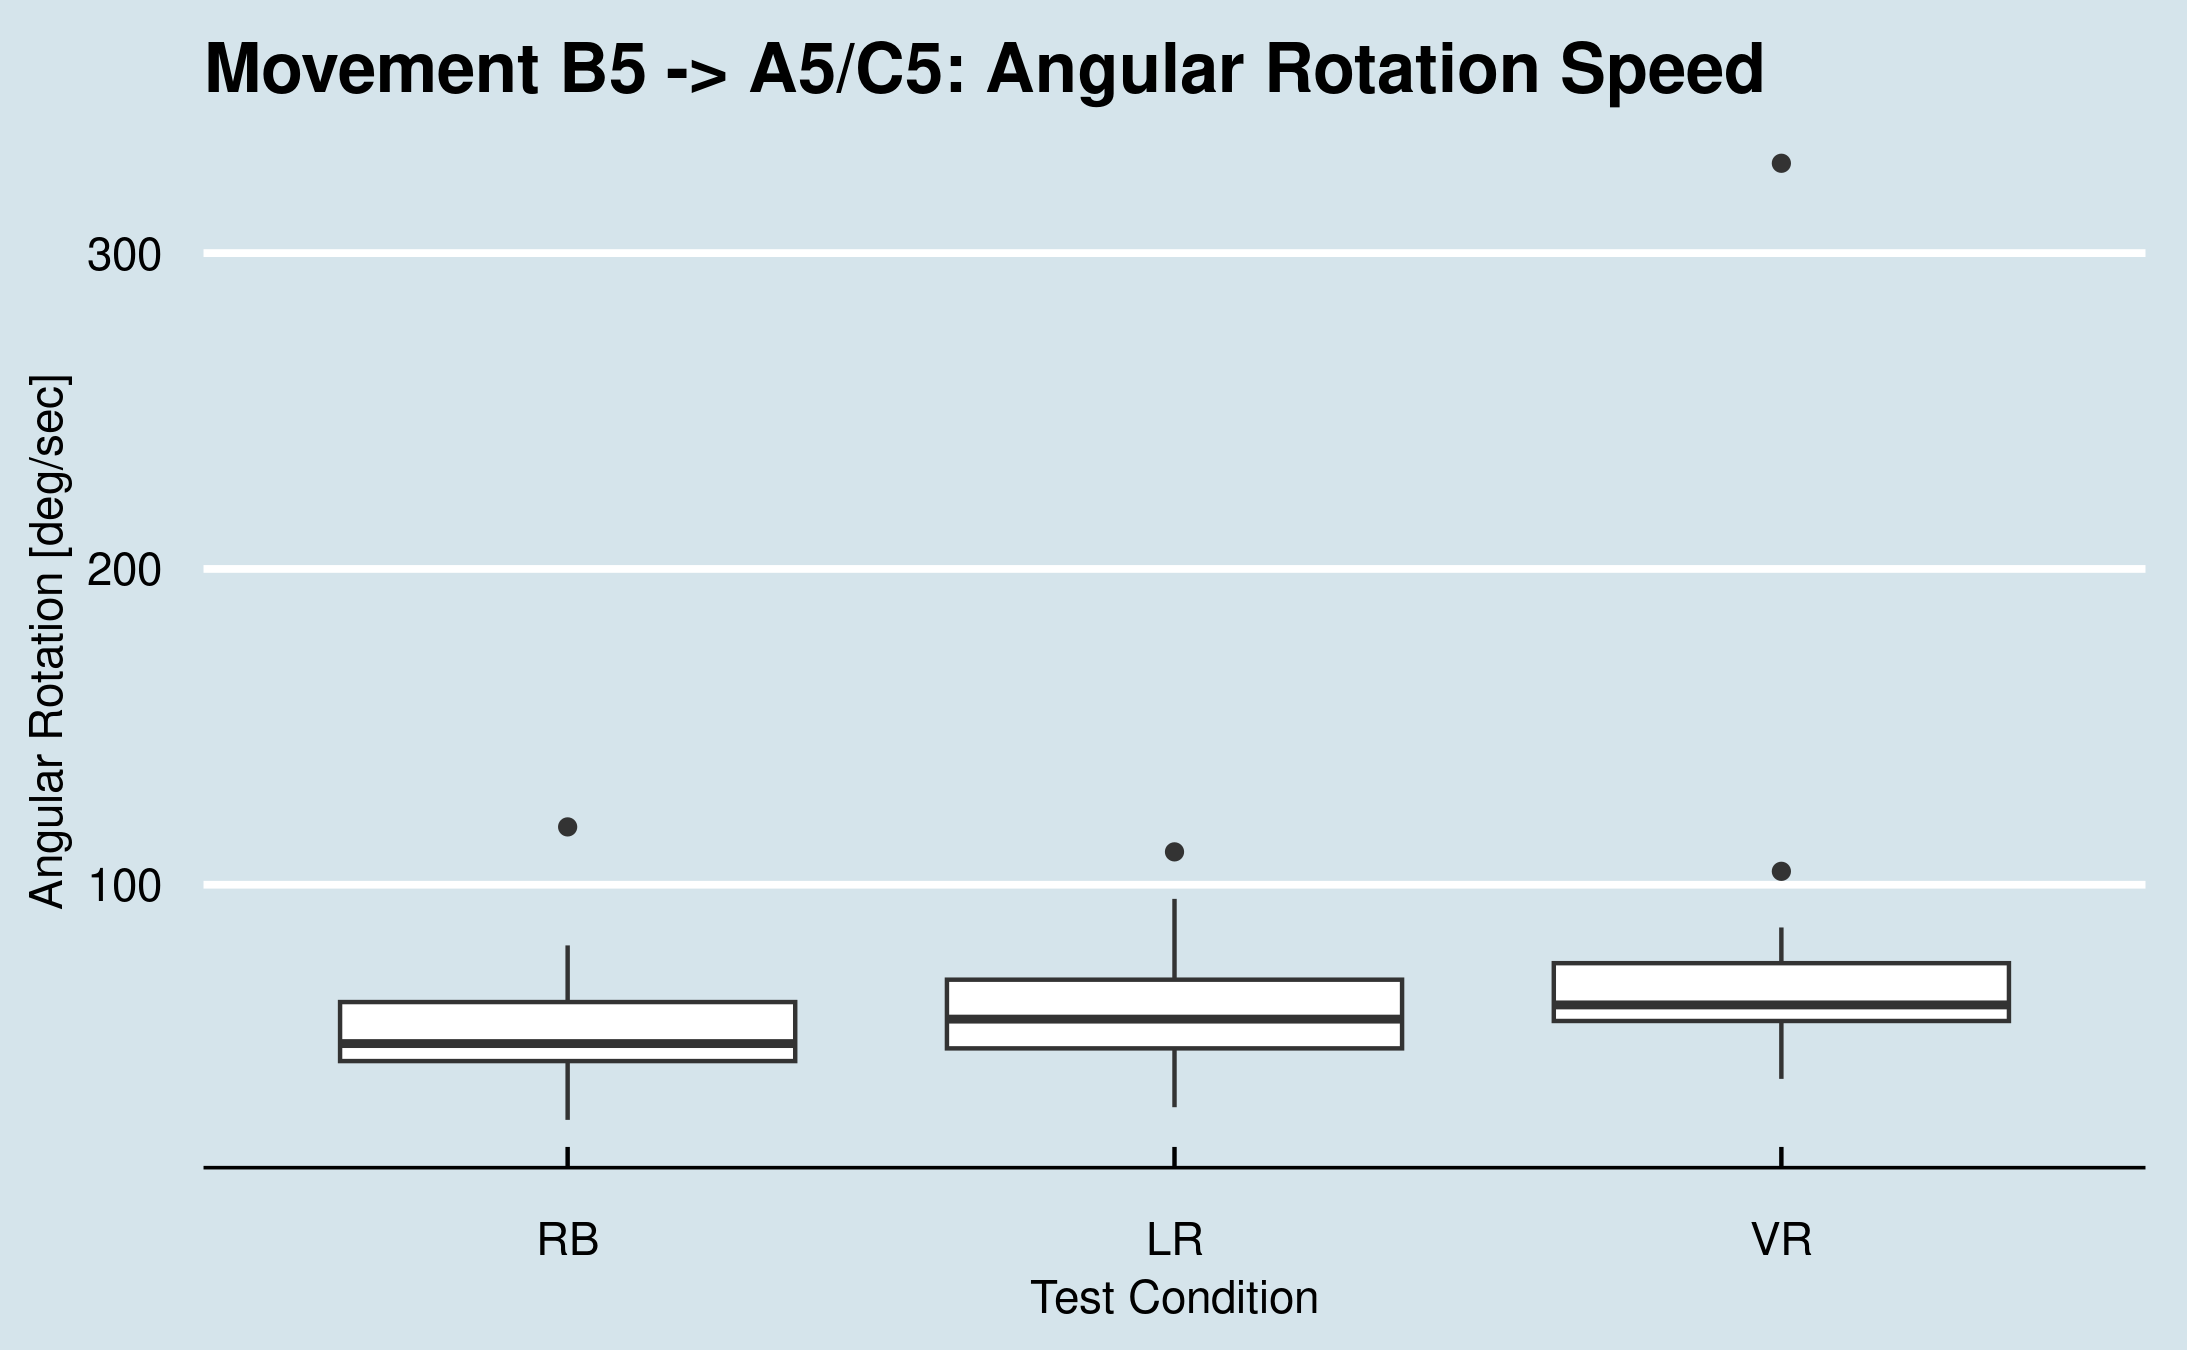 Movement B5 -> A5/C5: Angular Rotation Speed
Angular Rotation [deg/sec]
300
200
100
RB
LR
VR
Test Condition